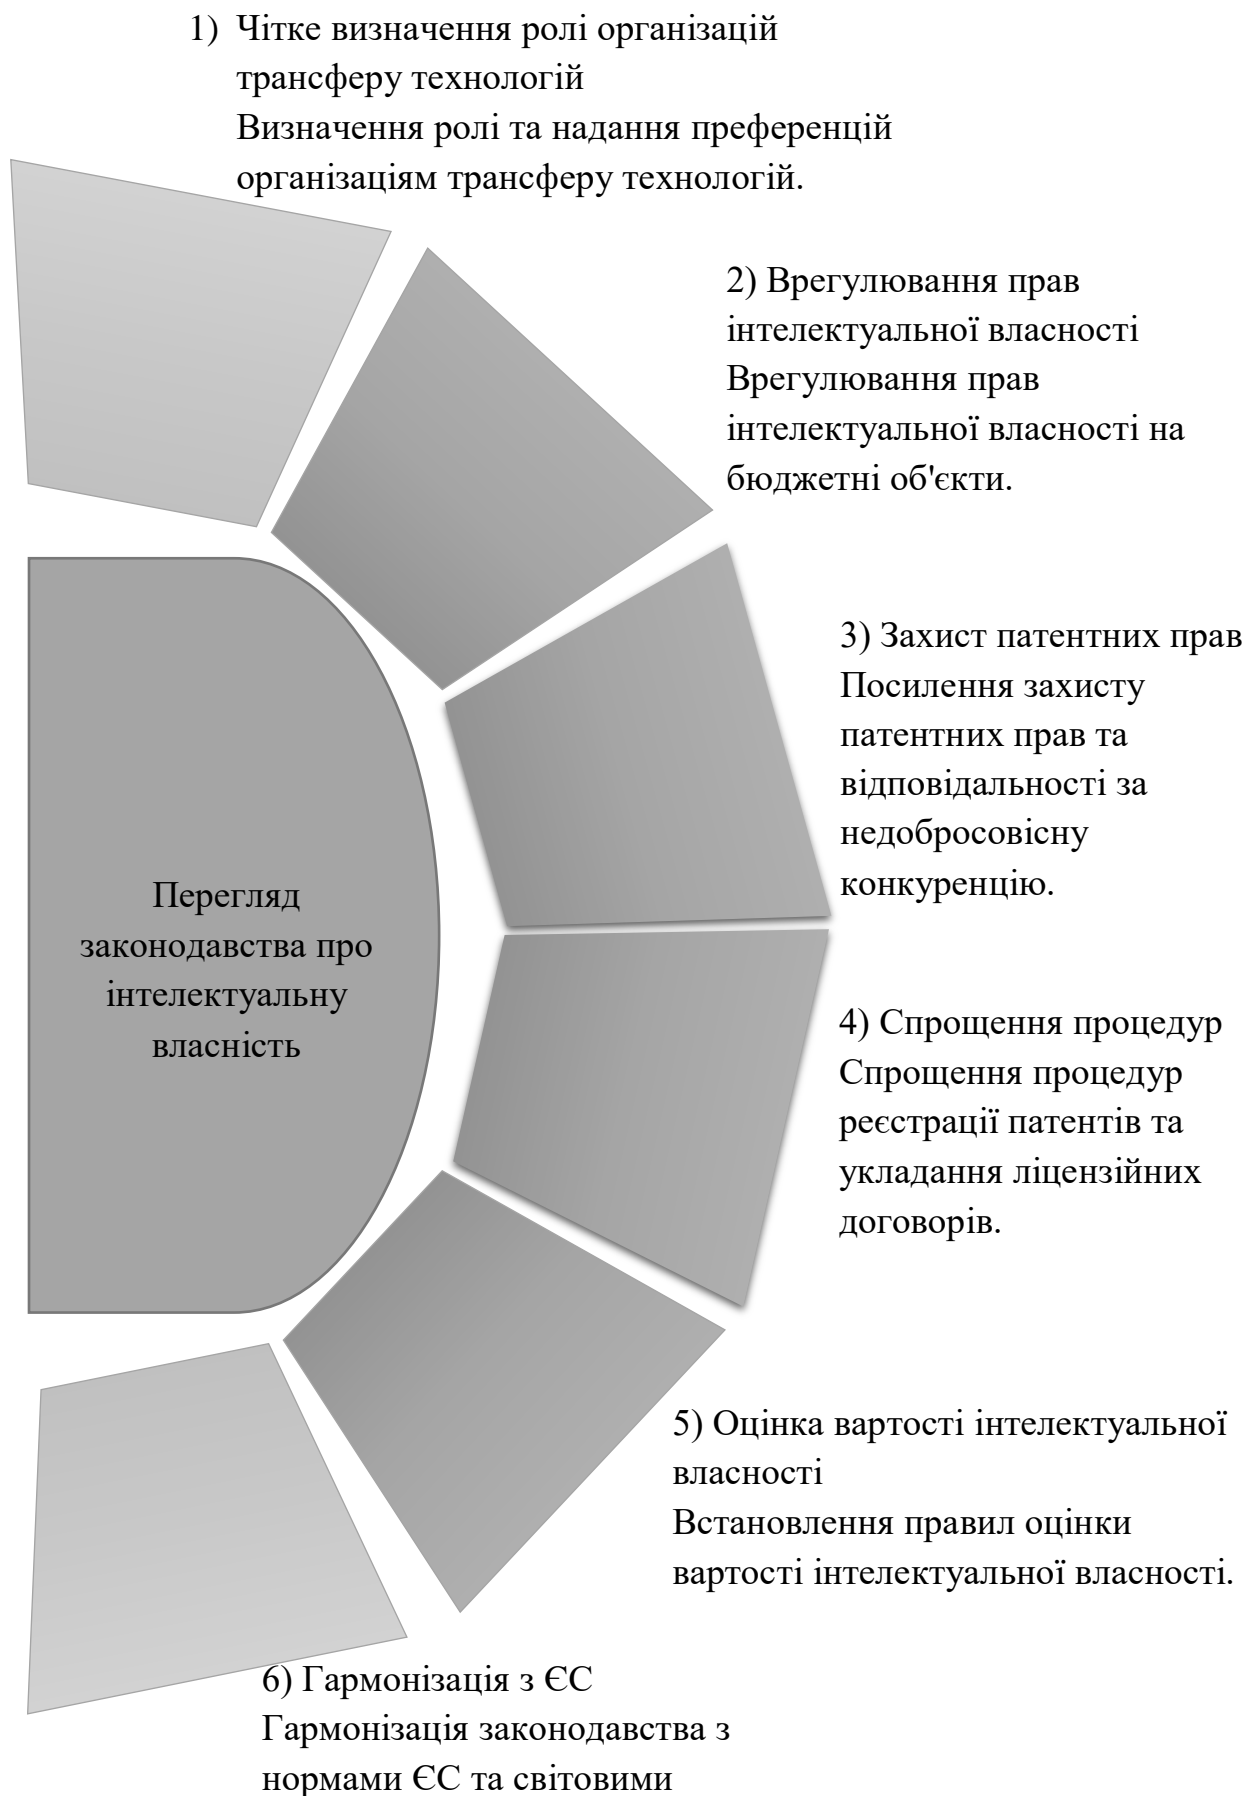 1) Чітке визначення ролі організацій
трансферу технологій
Визначення ролі та надання преференцій
організаціям трансферу технологій.
2) Врегулювання прав
інтелектуальної власності
Врегулювання прав
інтелектуальної власності на
бюджетні об'єкти.
3) Захист патентних прав
Посилення захисту
патентних прав та
відповідальності за
недобросовісну
конкуренцію.
Перегляд
законодавства про
інтелектуальну
власність
4) Спрощення процедур
Спрощення процедур
реєстрації патентів та
укладання ліцензійних
договорів.
5) Оцінка вартості інтелектуальної
власності
Встановлення правил оцінки
вартості інтелектуальної власності.
6) Гармонізація з ЄС
Гармонізація законодавства з
нормами ЄС та світовими